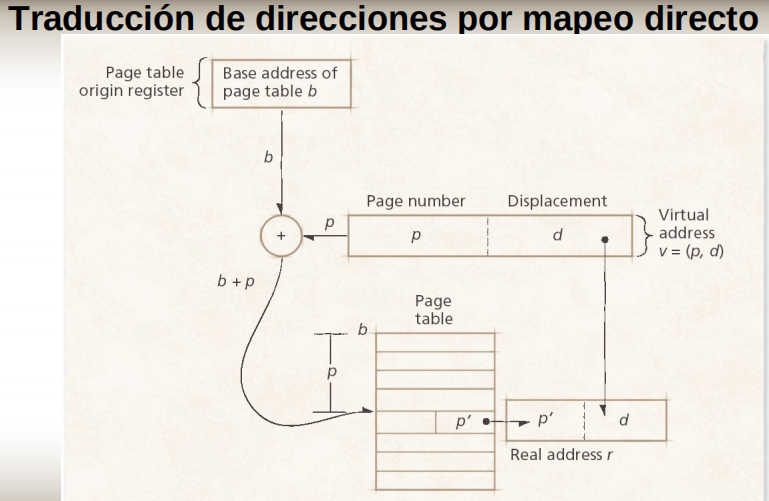 Traducción de direcciones por mapeo directo
Page table
origin register
Base address of
page table b
b
Page number
Displacement
p
p
d
Virtual
address
v = (p, d)
+
b + p
Page
table
b
p
p′
p′
d
Real address r